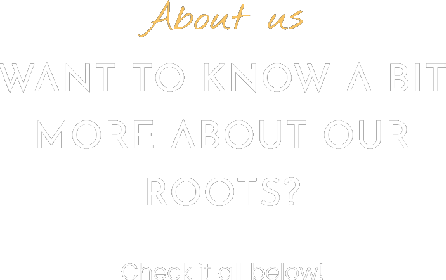 About us
WANT TO KNOW A BIT
MORE ABOUT OUR
ROOTS?
Check it all below!